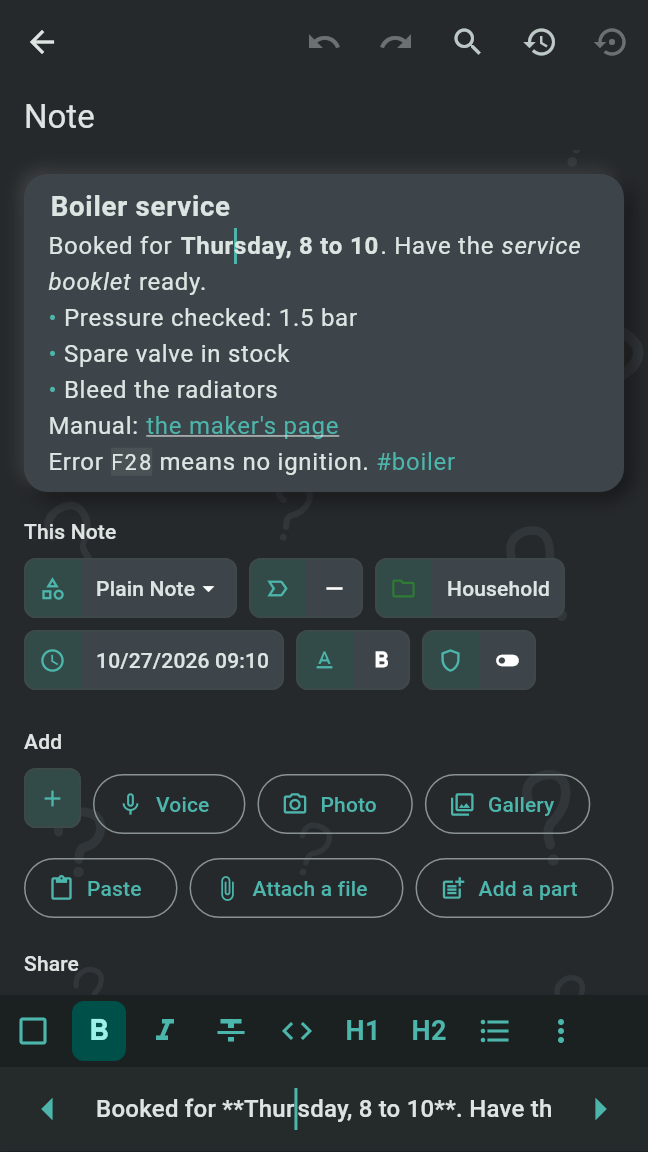 Note
Boiler service
Booked for Thursday, 8 to 10. Have the service
booklet ready.
• Pressure checked: 1.5 bar
• Spare valve in stock
• Bleed the radiators
Manual: the maker's page
Error F28 means no ignition. #boiler
This Note
Plain Note
—
Household
10/27/2026 09:10
A
B
Add
+
Voice
Photo
Gallery
Paste
Attach a file
Add a part
Share
B I <> H1 H2
Booked for **Thursday, 8 to 10**. Have th